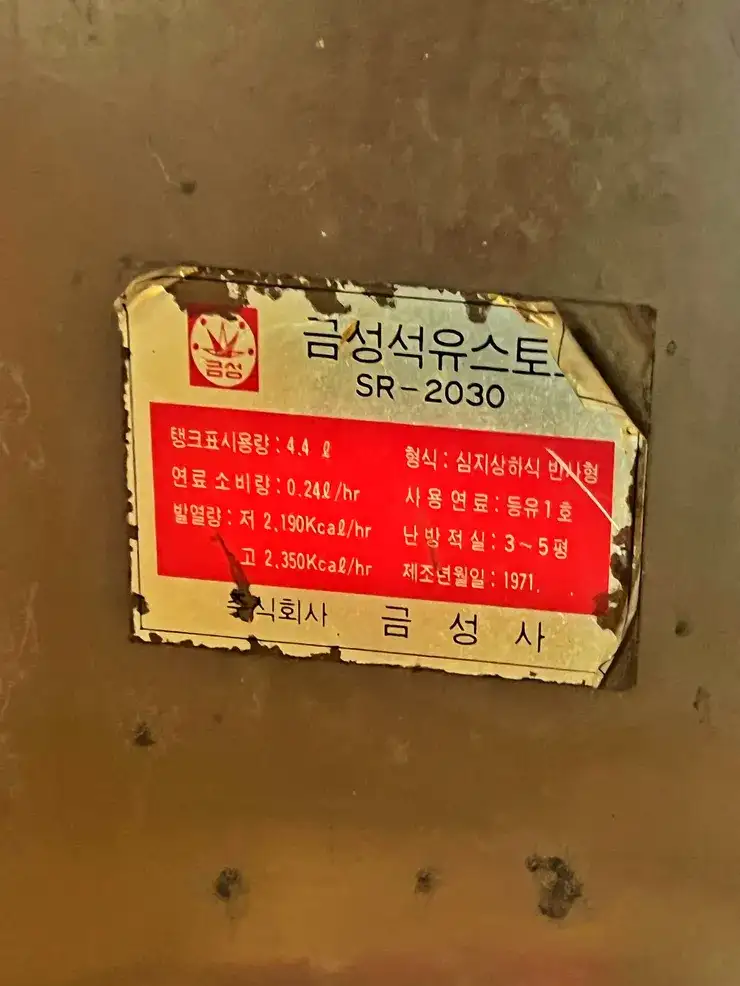 금성
금성석유스토
SR-2030
탱크표시용량 : 4.4 ℓ
연료 소비량 : 0.24ℓ/hr
발열량 : 저 2,190Kcaℓ/hr
고 2,350Kcaℓ/hr
형식 : 심지상하식 반사형
사용연료 : 등유1호
난방적실 : 3~5평
제조년월일 : 1971.
주식회사 금성사